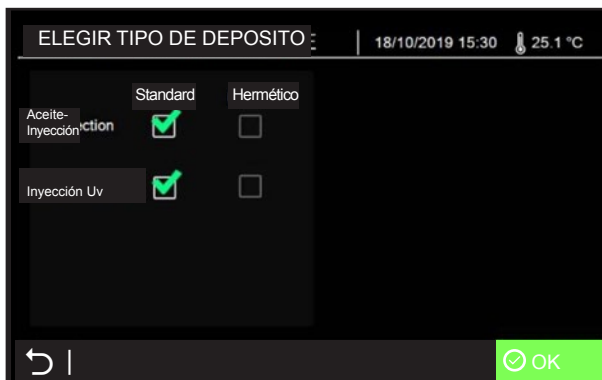 ELEGIR TIPO DE DEPOSITO E | 18/10/2019 15:30 25.1 °C
Standard Hermético
Aceite-
Inyección ction
Inyección Uv
OK